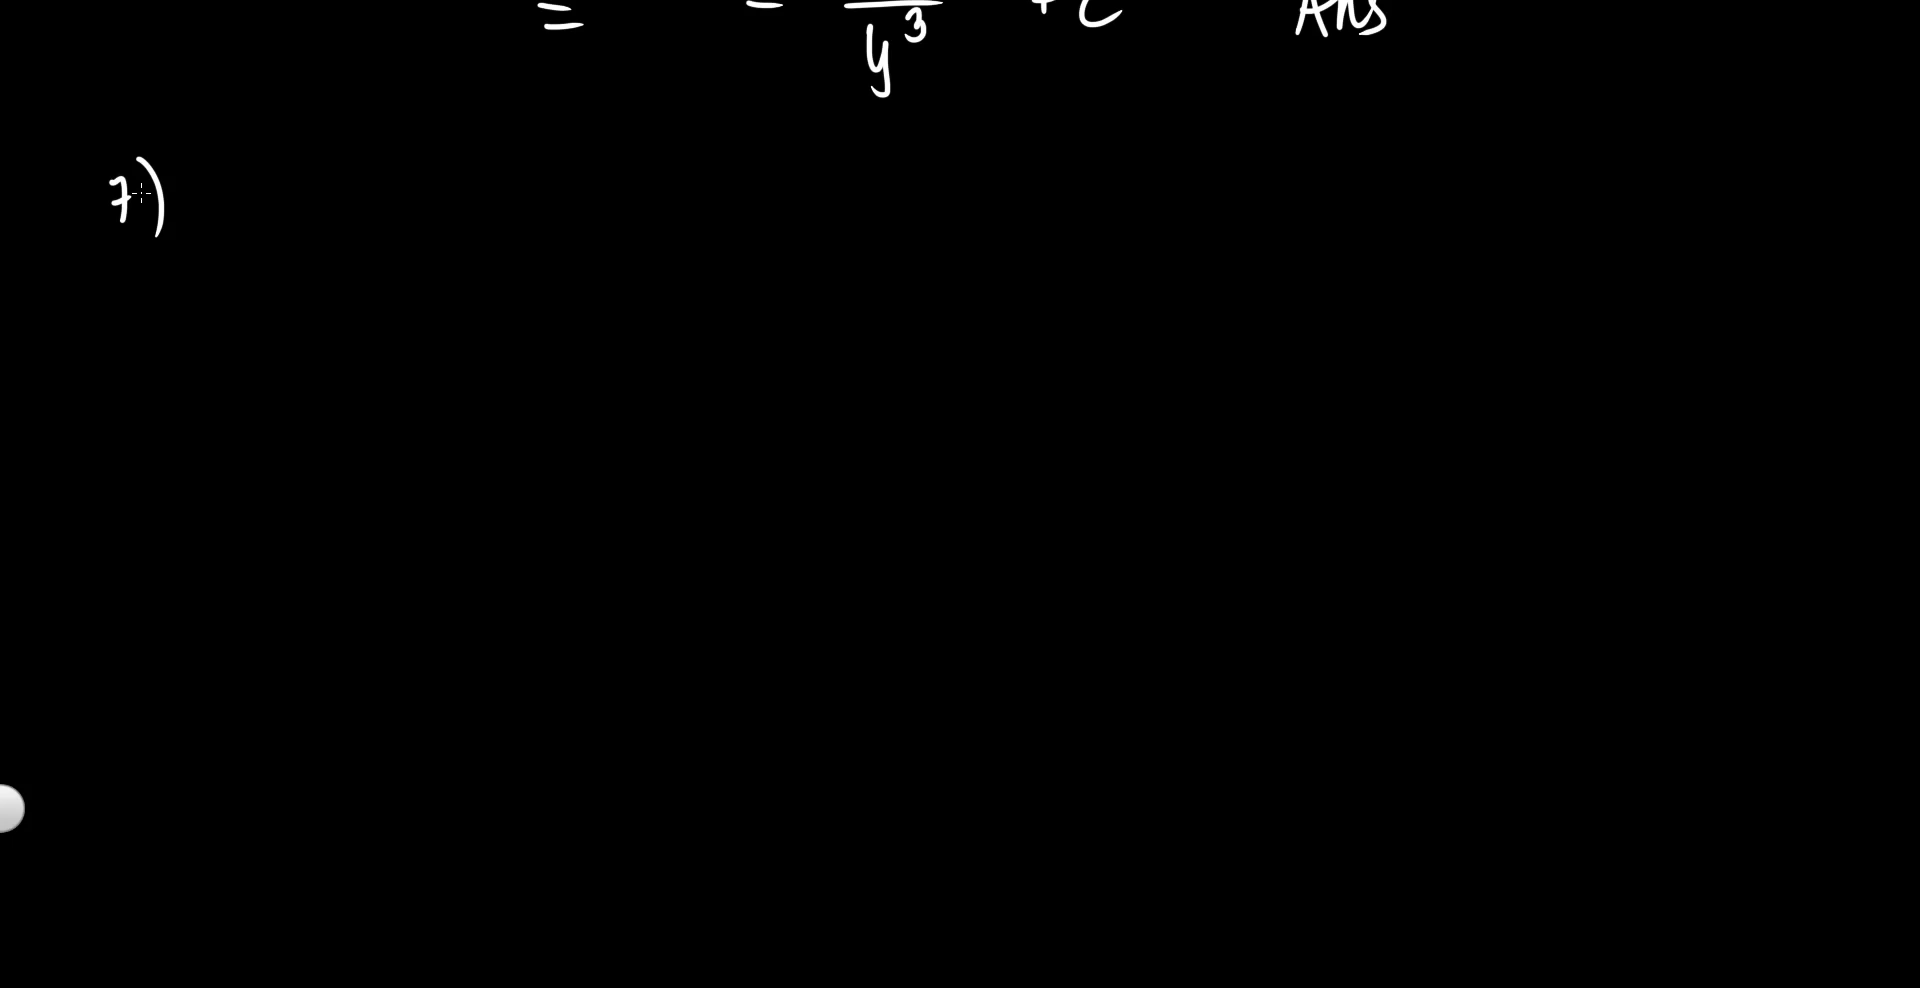 = - — + C Ans
y³
7)